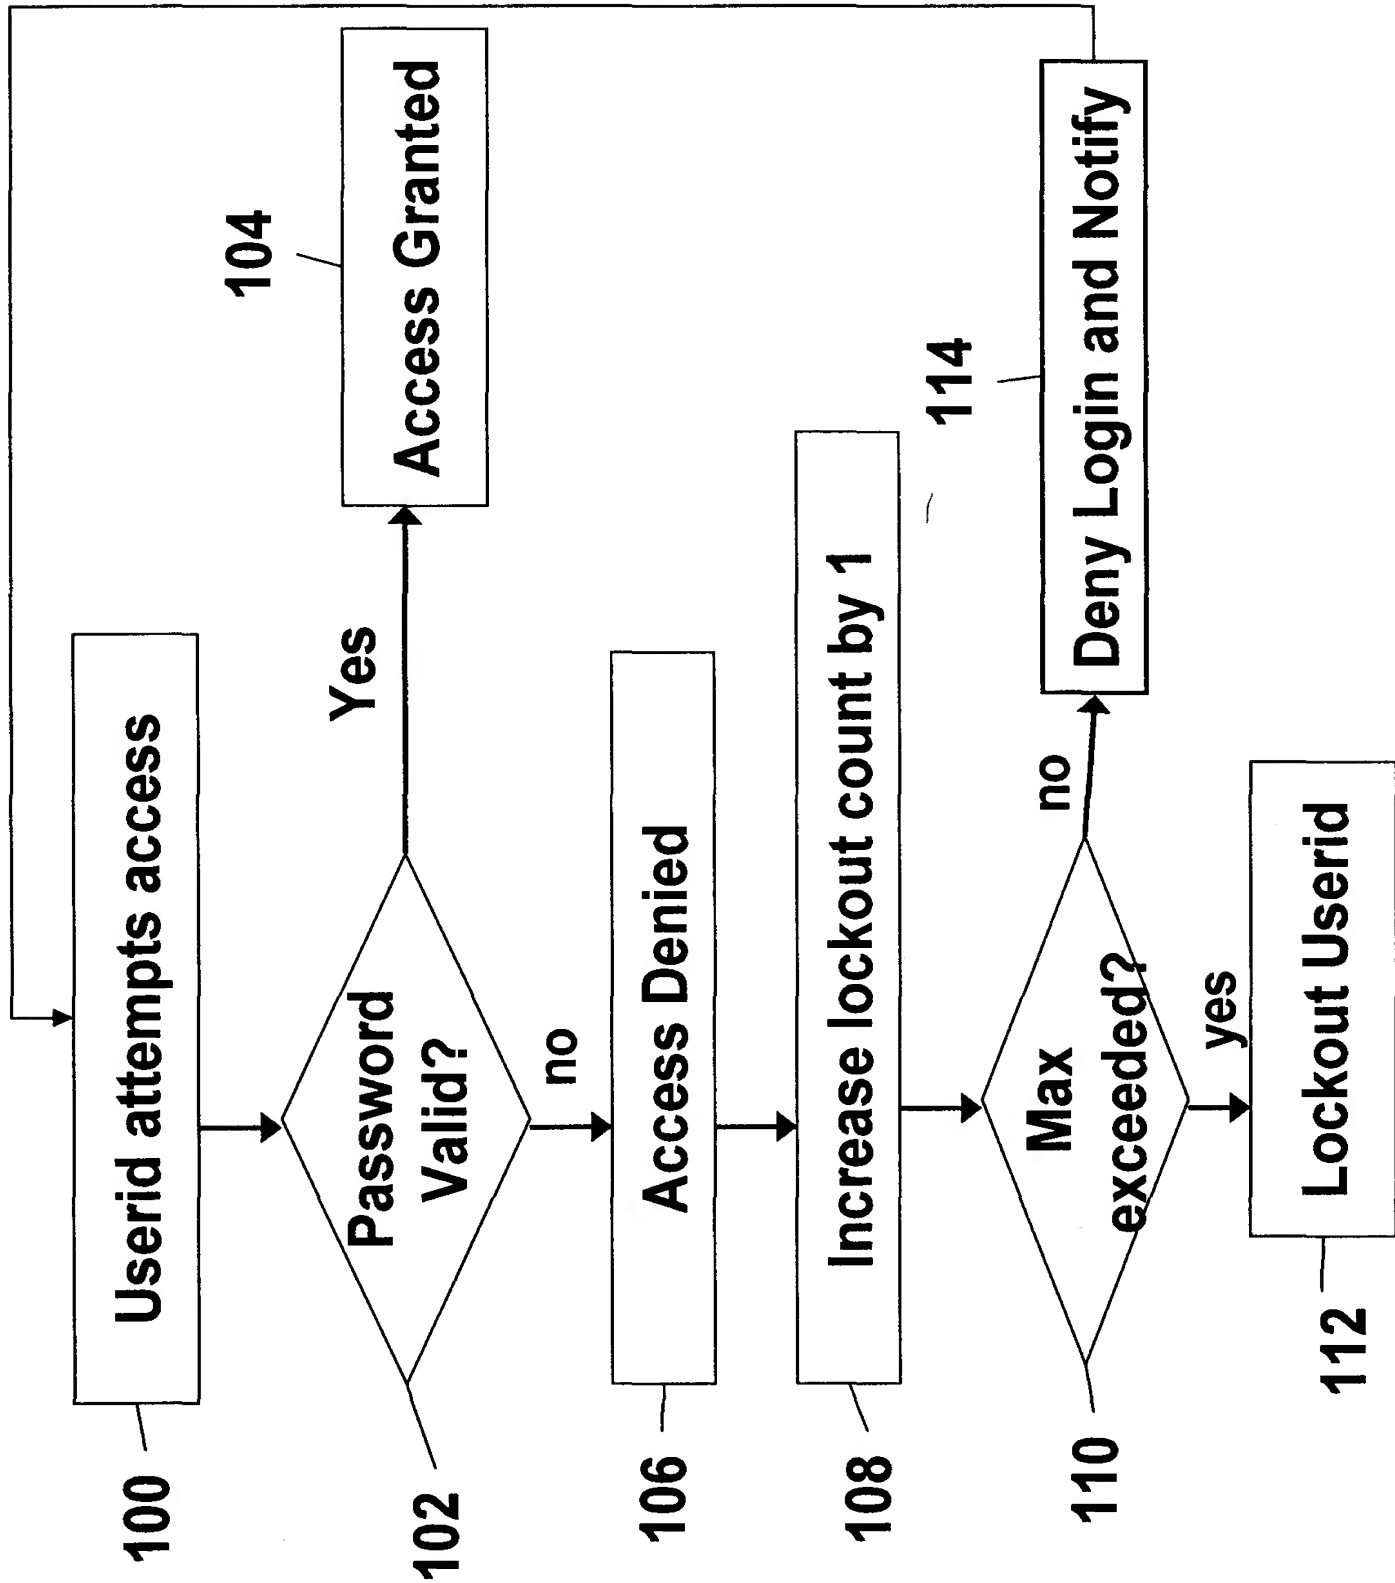 100
Userid attempts access
102
Password
Valid?
Yes
104
Access Granted
no
106
Access Denied
108
Increase lockout count by 1
110
Max
exceeded?
no
114
Deny Login and Notify
yes
112
Lockout Userid